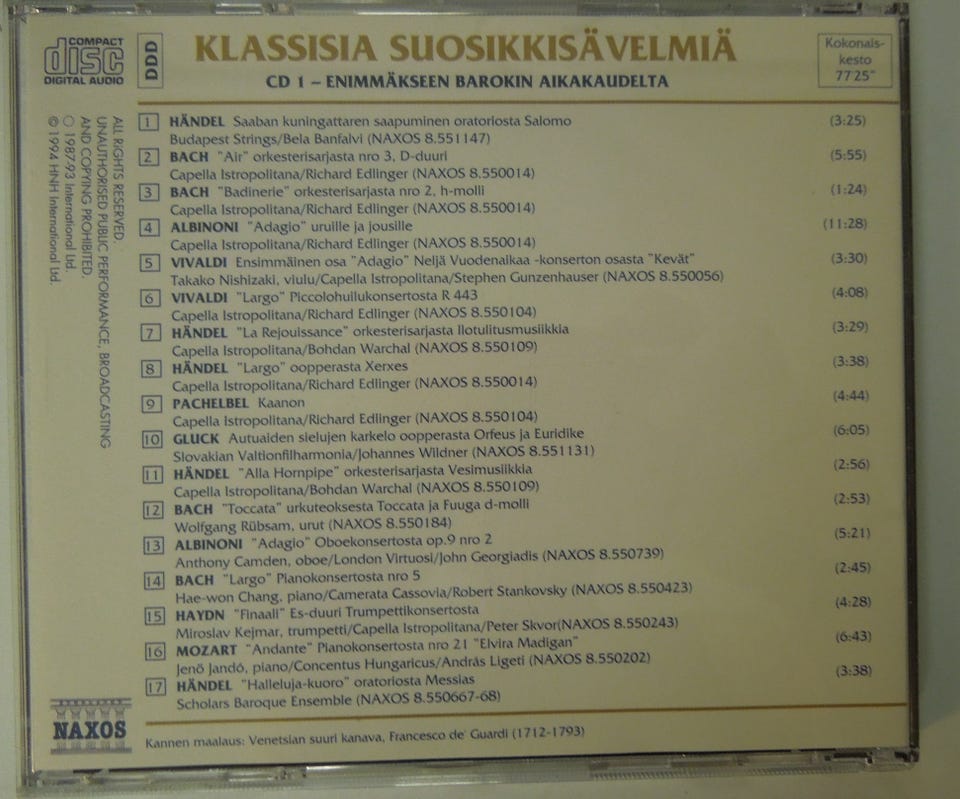 COMPACT
disc
DIGITAL AUDIO
DDD
KLASSISIA SUOSIKKISÄVELMIÄ
CD 1 – ENIMMÄKSEEN BAROKIN AIKAKAUDELTA
Kokonais-
kesto
77'25"
1 HÄNDEL Saaban kuningattaren saapuminen oratoriosta Salomo (3:25)
Budapest Strings/Bela Banfalvi (NAXOS 8.551147)
2 BACH "Air" orkesterisarjasta nro 3, D-duuri (5:55)
Capella Istropolitana/Richard Edlinger (NAXOS 8.550014)
3 BACH "Badinerie" orkesterisarjasta nro 2, h-molli (1:24)
Capella Istropolitana/Richard Edlinger (NAXOS 8.550014)
4 ALBINONI "Adagio" uruille ja jousille (11:28)
Capella Istropolitana/Richard Edlinger (NAXOS 8.550014)
5 VIVALDI Ensimmäinen osa "Adagio" Neljä Vuodenaikaa -konserton osasta "Kevät" (3:30)
Takako Nishizaki, viulu/Capella Istropolitana/Stephen Gunzenhauser (NAXOS 8.550056)
6 VIVALDI "Largo" Piccolohuilukonsertosta R 443 (4:08)
Capella Istropolitana/Richard Edlinger (NAXOS 8.550104)
7 HÄNDEL "La Rejouissance" orkesterisarjasta Ilotulitusmusiikkia (3:29)
Capella Istropolitana/Bohdan Warchal (NAXOS 8.550109)
8 HÄNDEL "Largo" oopperasta Xerxes (3:38)
Capella Istropolitana/Richard Edlinger (NAXOS 8.550014)
9 PACHELBEL Kaanon (4:44)
Capella Istropolitana/Richard Edlinger (NAXOS 8.550104)
10 GLUCK Autuaiden sielujen karkelo oopperasta Orfeus ja Euridike (6:05)
Slovakian Valtionfilharmonia/Johannes Wildner (NAXOS 8.551131)
11 HÄNDEL "Alla Hornpipe" orkesterisarjasta Vesimusiikkia (2:56)
Capella Istropolitana/Bohdan Warchal (NAXOS 8.550109)
12 BACH "Toccata" urkuteoksesta Toccata ja Fuuga d-molli (2:53)
Wolfgang Rübsam, urut (NAXOS 8.550184)
13 ALBINONI "Adagio" Oboekonsertosta op.9 nro 2 (5:21)
Anthony Camden, oboe/London Virtuosi/John Georgiadis (NAXOS 8.550739)
14 BACH "Largo" Pianokonsertosta nro 5 (2:45)
Hae-won Chang, piano/Camerata Cassovia/Robert Stankovsky (NAXOS 8.550423)
15 HAYDN "Finaali" Es-duuri Trumpettikonsertosta (4:28)
Miroslav Kejmar, trumpetti/Capella Istropolitana/Peter Skvor(NAXOS 8.550243)
16 MOZART "Andante" Pianokonsertosta nro 21 "Elvira Madigan" (6:43)
Jenö Jandó, piano/Concentus Hungaricus/András Ligeti (NAXOS 8.550202)
17 HÄNDEL "Halleluja-kuoro" oratoriosta Messias (3:38)
Scholars Baroque Ensemble (NAXOS 8.550667-68)
Kannen maalaus: Venetsian suuri kanava, Francesco de' Guardi (1712-1793)
ALL RIGHTS RESERVED.
UNAUTHORISED PUBLIC PERFORMANCE, BROADCASTING
AND COPYING PROHIBITED.
℗ 1987-93 International Ltd.
© 1994 HNH International Ltd.
NAXOS